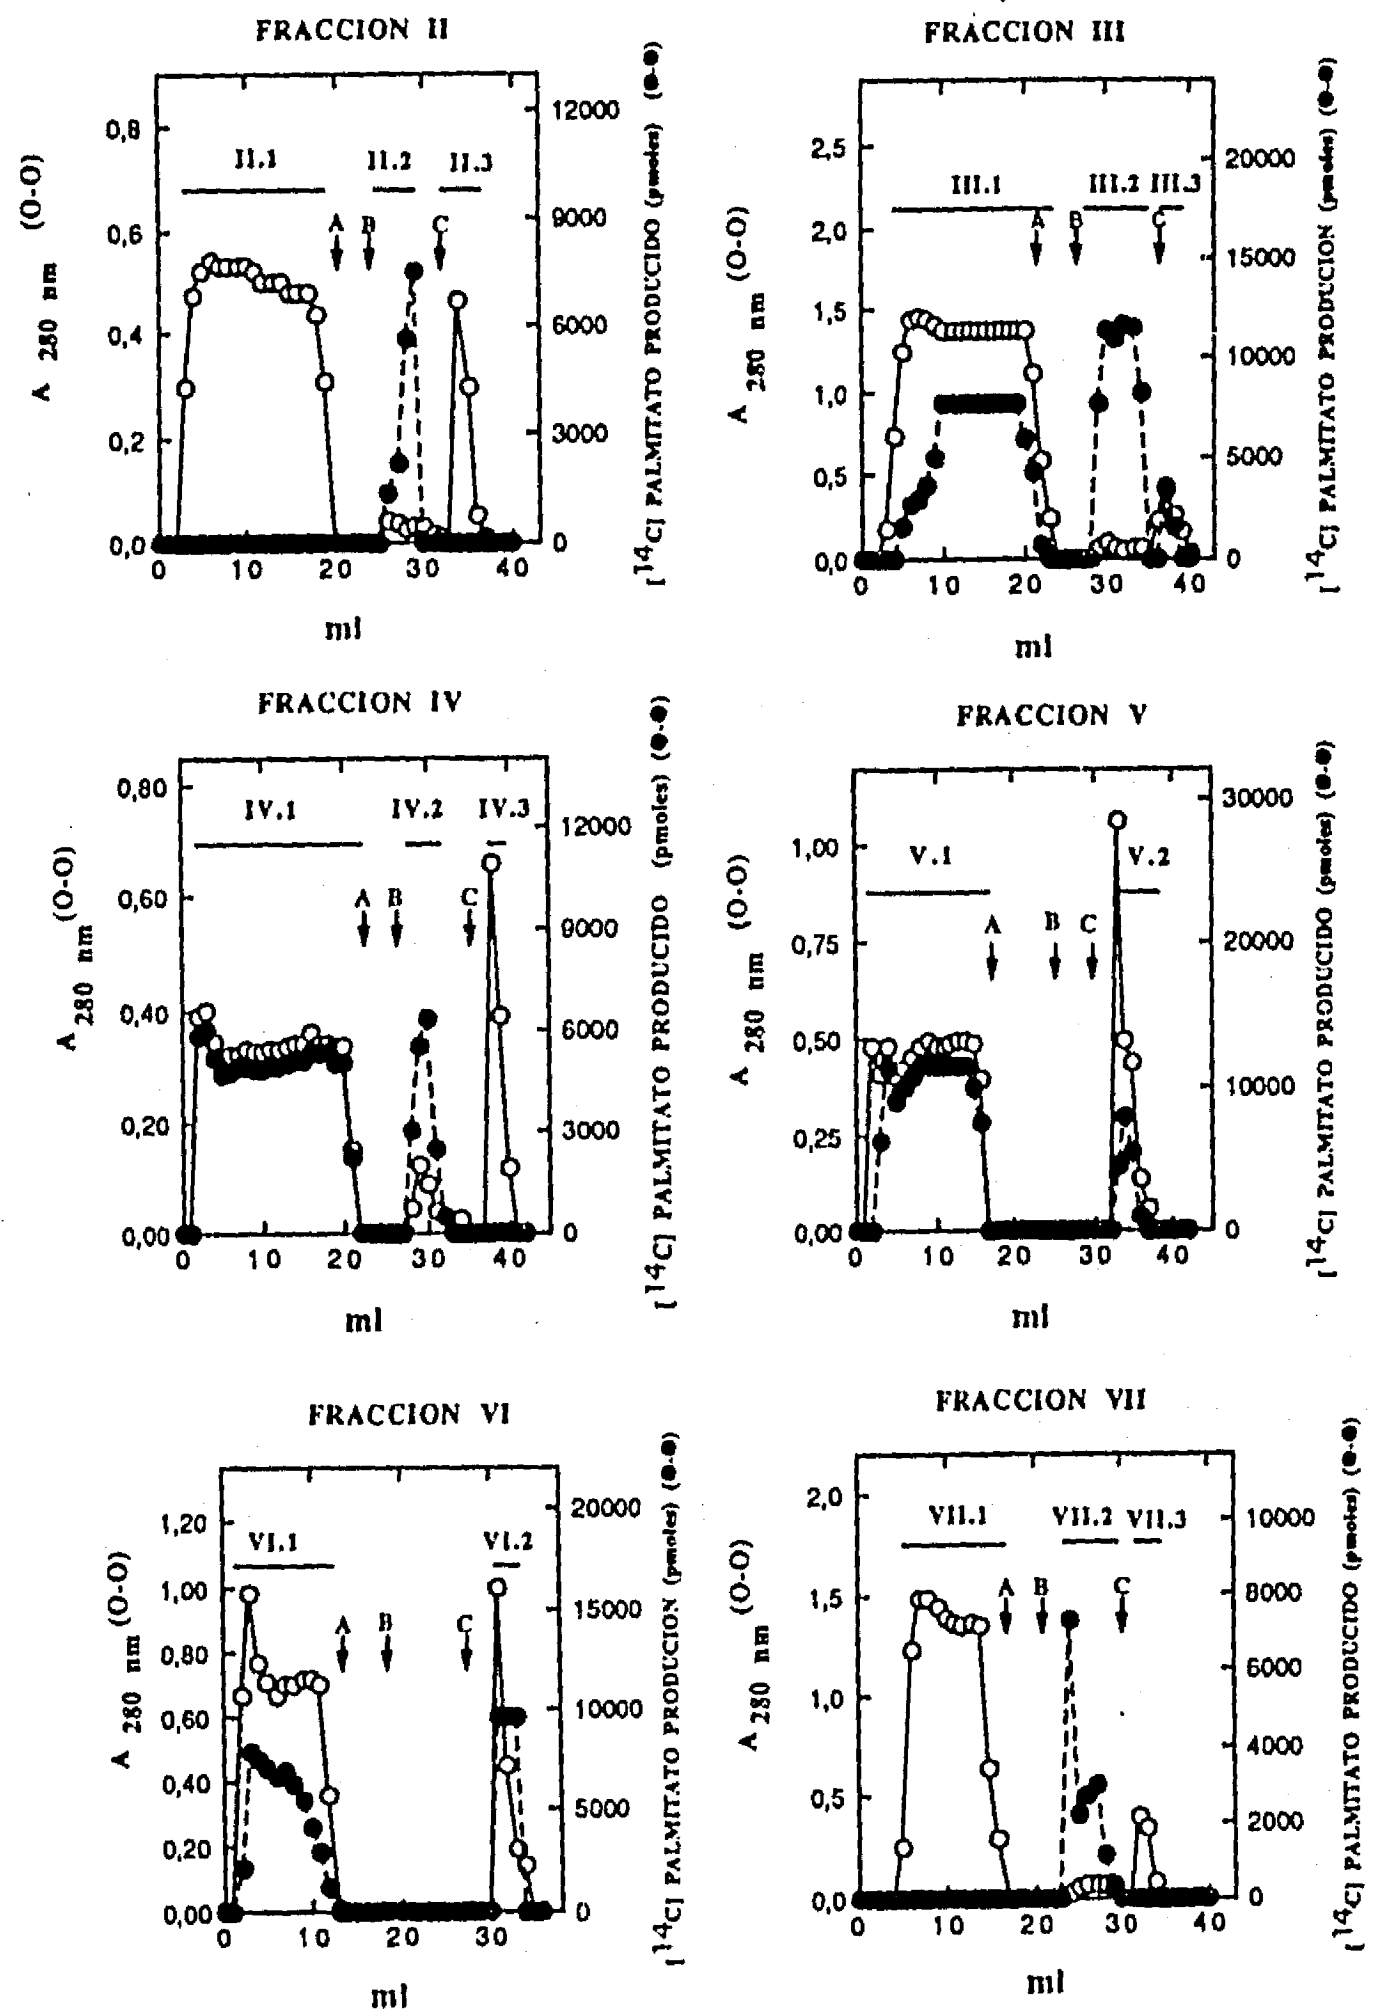 FRACCION II
A 280 nm (O-O)
0,8
0,6
0,4
0,2
0,0
II.1
II.2
II.3
A
B
C
12000
9000
6000
3000
0
[14C] PALMITATO PRODUCIDO (pmoles) (●-●)
0 10 20 30 40
ml
FRACCION III
A 280 nm (O-O)
2,5
2,0
1,5
1,0
0,5
0,0
III.1
III.2
III.3
A
B
C
20000
15000
10000
5000
0
[14C] PALMITATO PRODUCION (pmoles) (●-●)
0 10 20 30 40
ml
FRACCION IV
A 280 nm (O-O)
0,80
0,60
0,40
0,20
0,00
IV.1
IV.2
IV.3
A
B
C
12000
9000
6000
3000
0
[14C] PALMITATO PRODUCIDO (pmoles) (●-●)
0 10 20 30 40
ml
FRACCION V
A 280 nm (O-O)
1,00
0,75
0,50
0,25
0,00
V.1
V.2
A
B
C
30000
20000
10000
0
[14C] PALMITATO PRODUCIDO (pmoles) (●-●)
0 10 20 30 40
ml
FRACCION VI
A 280 nm (O-O)
1,20
1,00
0,80
0,60
0,40
0,20
0,00
VI.1
VI.2
A
B
C
20000
15000
10000
5000
0
[14C] PALMITATO PRODUCION (pmoles) (●-●)
0 10 20 30
ml
FRACCION VII
A 280 nm (O-O)
2,0
1,5
1,0
0,5
0,0
VII.1
VII.2
VII.3
A
B
C
10000
8000
6000
4000
2000
0
[14C] PALMITATO PRODUCIDO (pmoles) (●-●)
0 10 20 30 40
ml